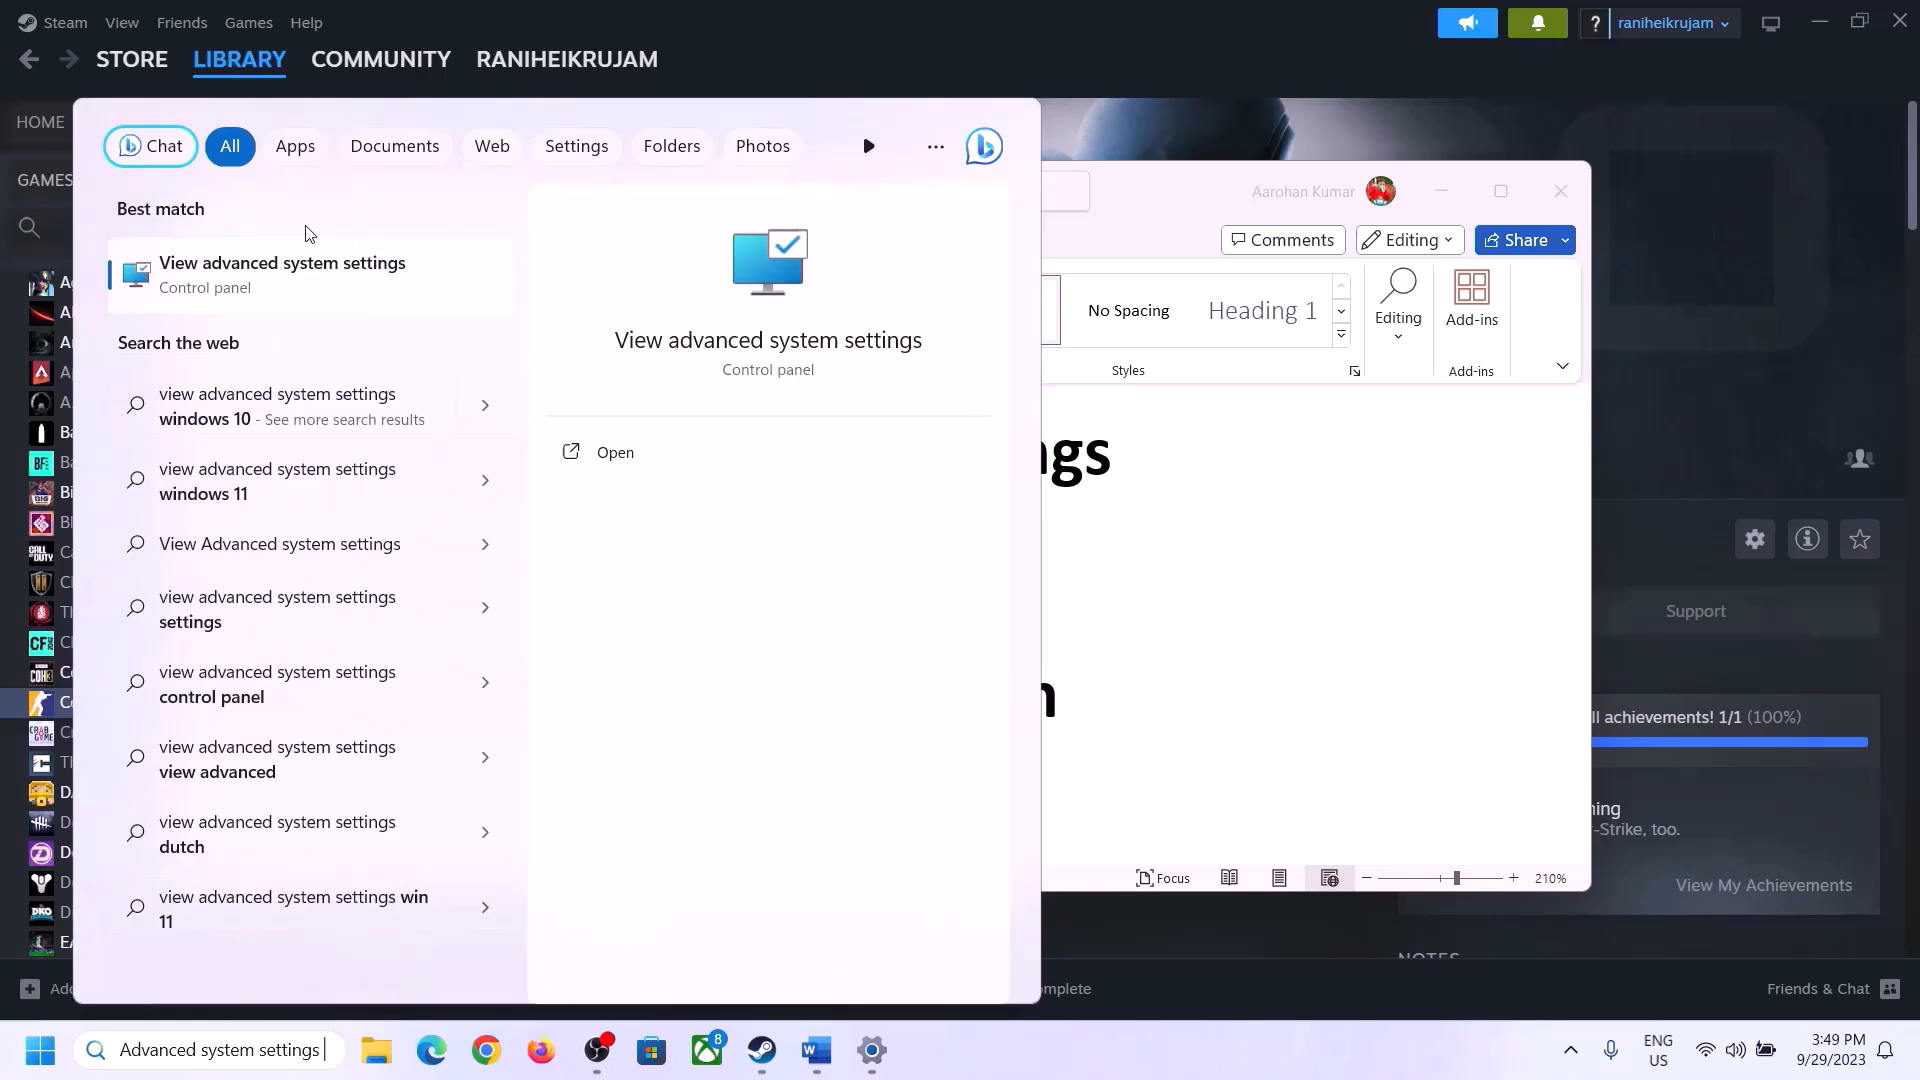 Steam View Friends Games Help
raniheikrujam
STORE LIBRARY COMMUNITY RANIHEIKRUJAM
HOME
GAMES
Chat All Apps Documents Web Settings Folders Photos
Best match
View advanced system settings
Control panel
Search the web
view advanced system settings
windows 10 - See more search results
view advanced system settings
windows 11
View Advanced system settings
view advanced system settings
settings
view advanced system settings
control panel
view advanced system settings
view advanced
view advanced system settings
dutch
view advanced system settings win
11
View advanced system settings
Control panel
Open
Aarohan Kumar
Comments Editing Share
No Spacing Heading 1
Editing
Add-ins
Styles
Add-ins
ngs
n
Focus
210%
Support
ll achievements! 1/1 (100%)
ning
-Strike, too.
View My Achievements
NOTES
Add
mplete
Friends & Chat
Advanced system settings
8
ENG
US
3:49 PM
9/29/2023